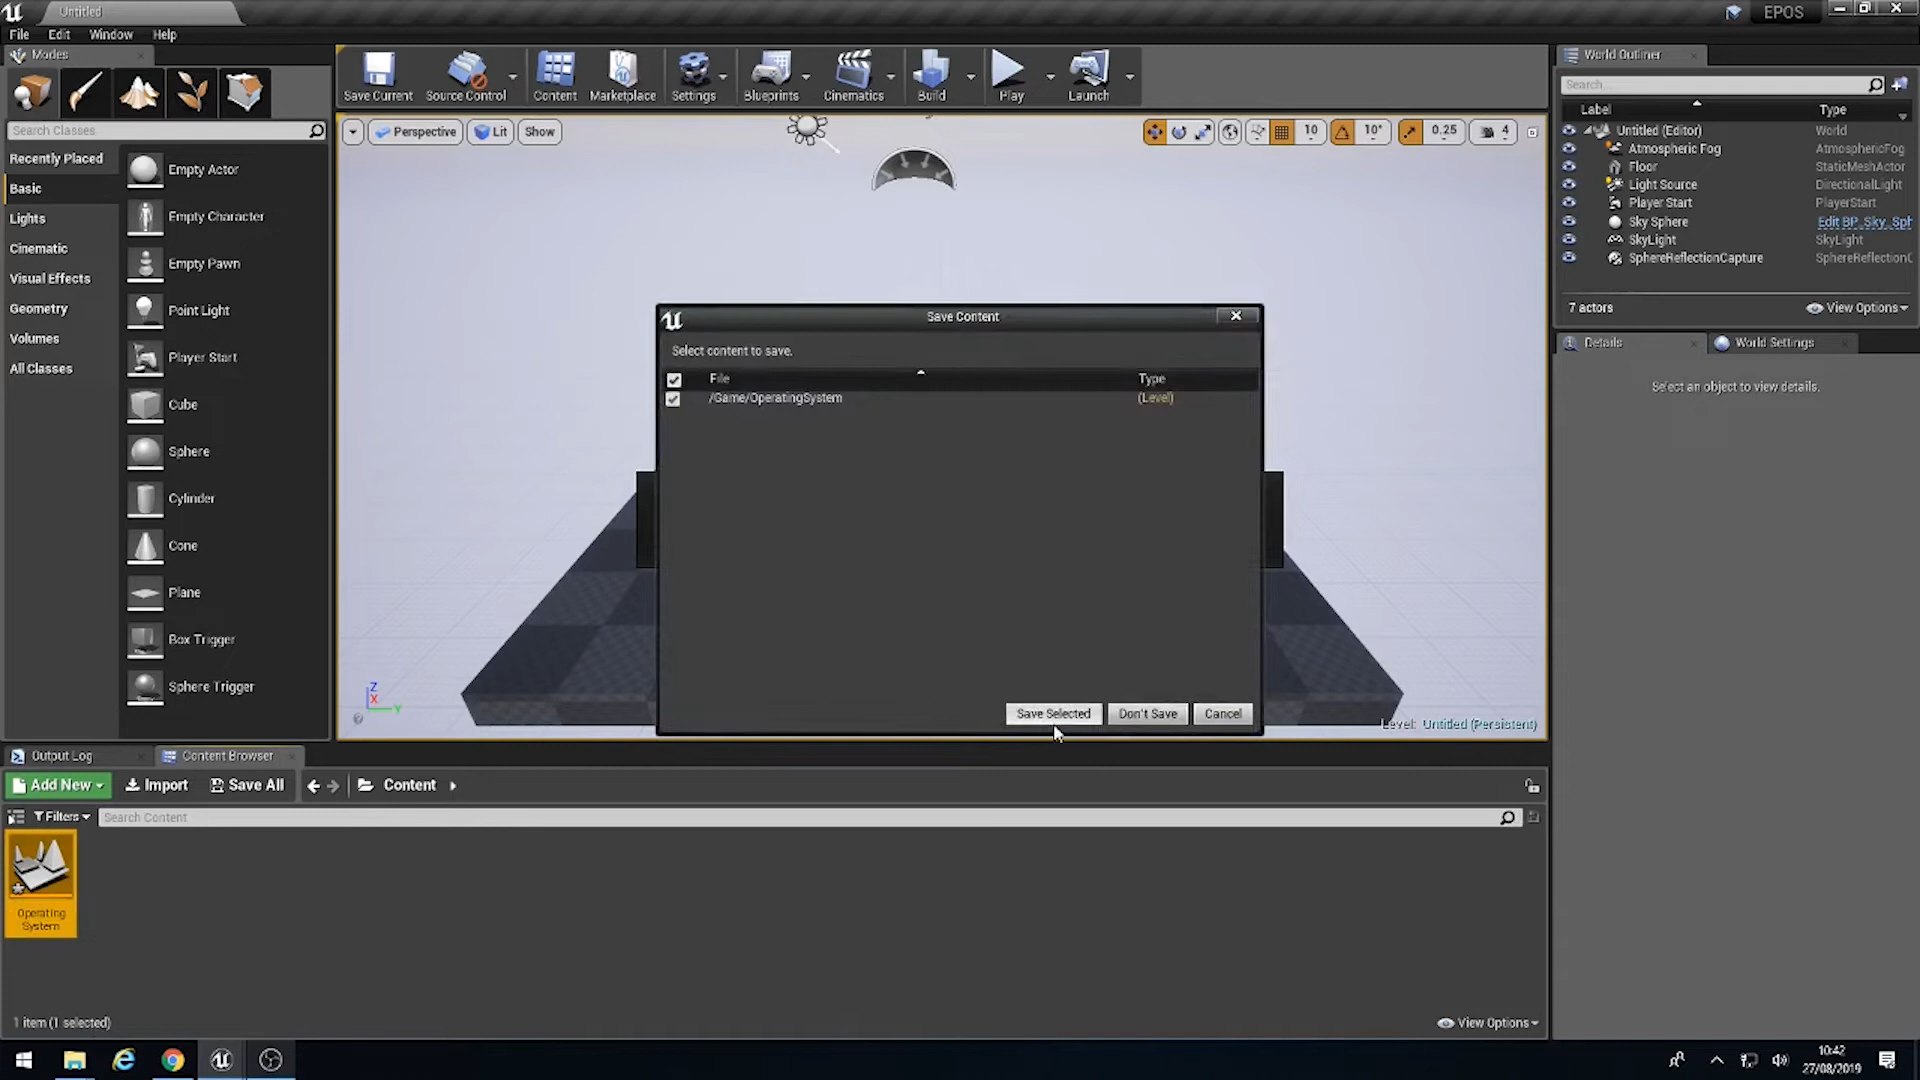 Untitled
EPOS
File Edit Window Help
Modes
Save Current Source Control Content Marketplace Settings Blueprints Cinematics Build Play Launch
World Outliner
Search...
Label Type
Untitled (Editor) World
Atmospheric Fog AtmosphericFog
Floor StaticMeshActor
Light Source DirectionalLight
Player Start PlayerStart
Sky Sphere Edit BP_Sky_Sph
SkyLight SkyLight
SphereReflectionCapture SphereReflectionC
7 actors View Options
Details World Settings
Select an object to view details.
Search Classes
Recently Placed
Basic
Lights
Cinematic
Visual Effects
Geometry
Volumes
All Classes
Empty Actor
Empty Character
Empty Pawn
Point Light
Player Start
Cube
Sphere
Cylinder
Cone
Plane
Box Trigger
Sphere Trigger
Perspective Lit Show
10 10° 0.25 4
Save Content
Select content to save.
File Type
/Game/OperatingSystem (Level)
Save Selected Don't Save Cancel
Z
X
Y
Level: Untitled (Persistent)
Output Log Content Browser
Add New Import Save All Content
Filters Search Content
Operating
System
1 item (1 selected) View Options
10:42
27/08/2019